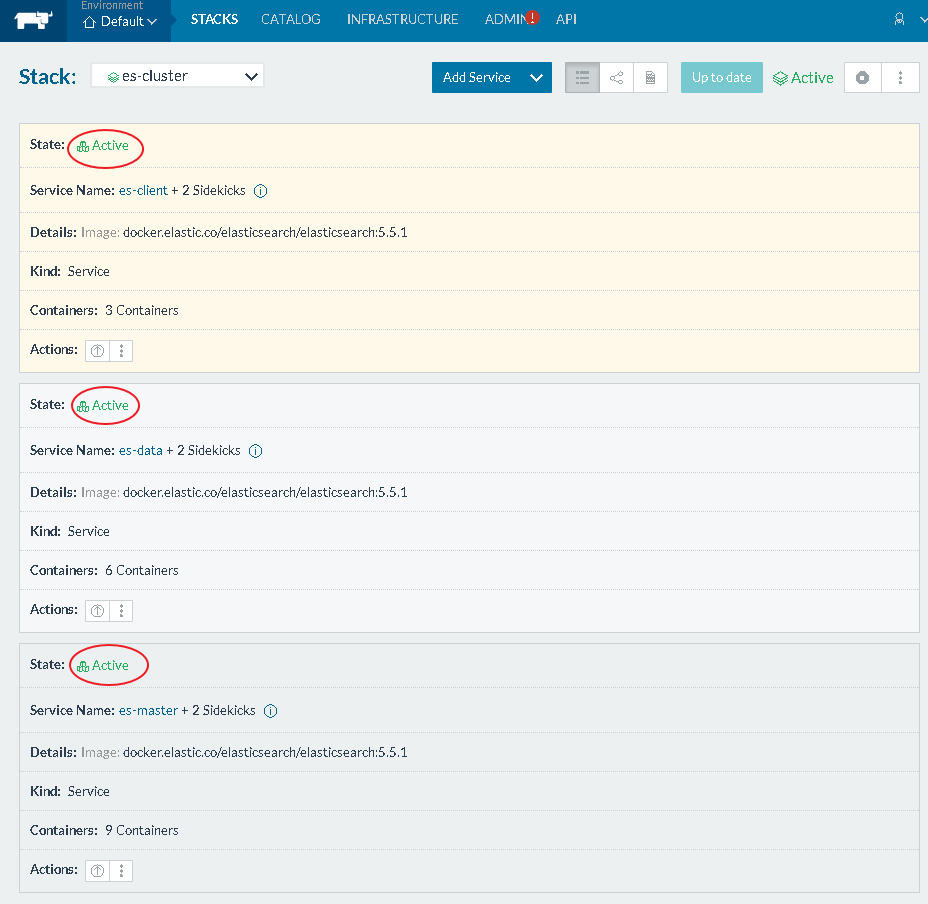 Environment
Default
STACKS CATALOG INFRASTRUCTURE ADMIN ! API
Stack: es-cluster Add Service Up to date Active
State: Active
Service Name: es-client + 2 Sidekicks
Details: Image: docker.elastic.co/elasticsearch/elasticsearch:5.5.1
Kind: Service
Containers: 3 Containers
Actions:
State: Active
Service Name: es-data + 2 Sidekicks
Details: Image: docker.elastic.co/elasticsearch/elasticsearch:5.5.1
Kind: Service
Containers: 6 Containers
Actions:
State: Active
Service Name: es-master + 2 Sidekicks
Details: Image: docker.elastic.co/elasticsearch/elasticsearch:5.5.1
Kind: Service
Containers: 9 Containers
Actions: